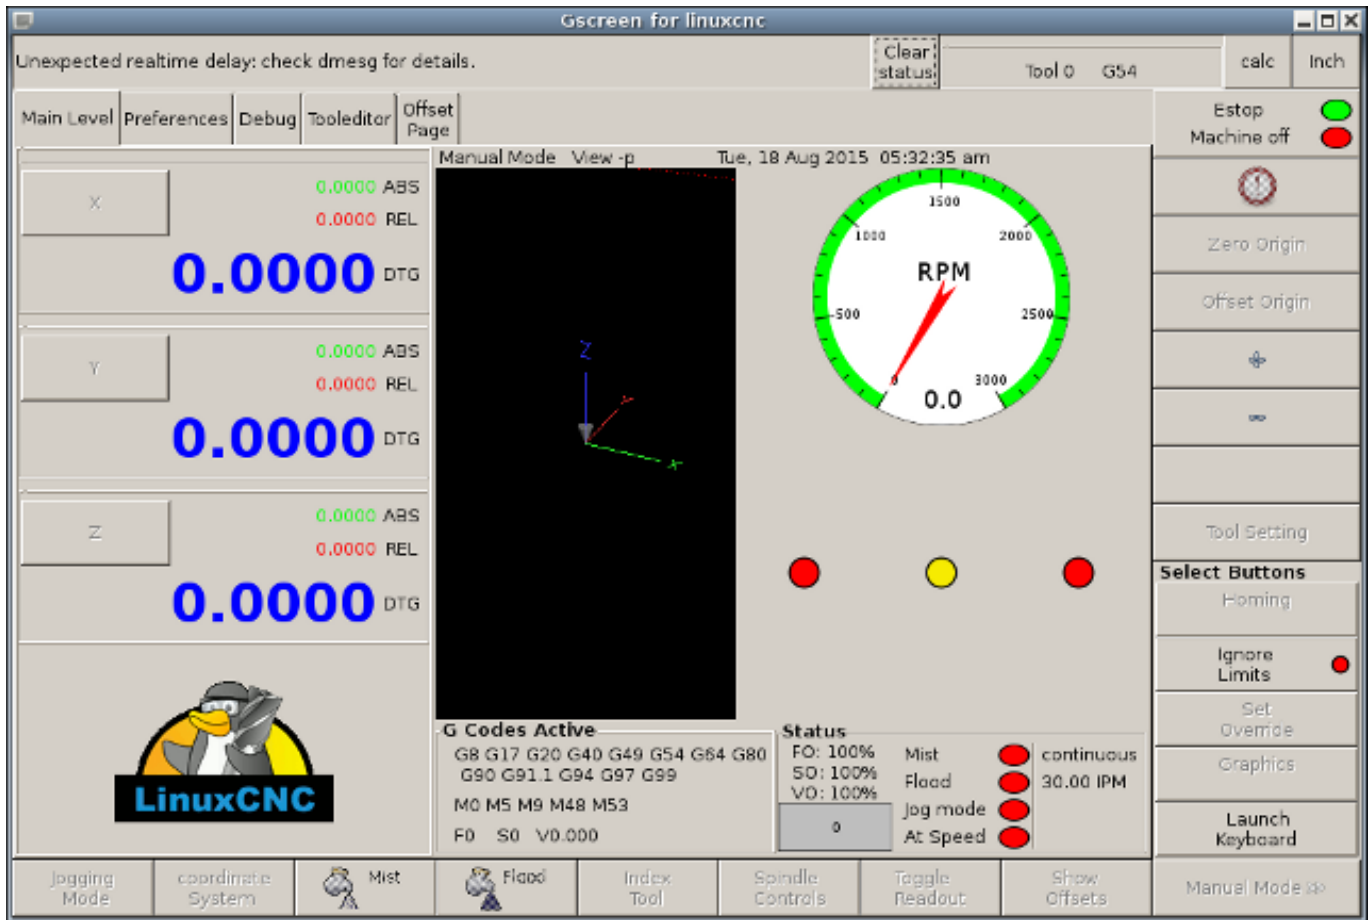 Gscreen for linuxcnc
Unexpected realtime delay: check dmesg for details.
Clear status
Tool 0 G54
calc
Inch
Main Level
Preferences
Debug
Tooleditor
Offset Page
Estop
Machine off
Manual Mode View -p Tue, 18 Aug 2015 05:32:35 am
X
0.0000 ABS
0.0000 REL
0.0000 DTG
Y
0.0000 ABS
0.0000 REL
0.0000 DTG
Z
0.0000 ABS
0.0000 REL
0.0000 DTG
LinuxCNC
Z
Y
X
0
500
1000
1500
2000
2500
3000
RPM
0.0
Zero Origin
Offset Origin
Tool Setting
Select Buttons
Homing
Ignore
Limits
Set
Override
Graphics
Launch
Keyboard
G Codes Active
G8 G17 G20 G40 G49 G54 G64 G80
G90 G91.1 G94 G97 G99
M0 M5 M9 M48 M53
F0 S0 V0.000
Status
FO: 100%
SO: 100%
VO: 100%
0
Mist
Flood
Jog mode
At Speed
continuous
30.00 IPM
Jogging
Mode
coordinate
System
Mist
Flood
Index
Tool
Spindle
Controls
Toggle
Readout
Show
Offsets
Manual Mode >>